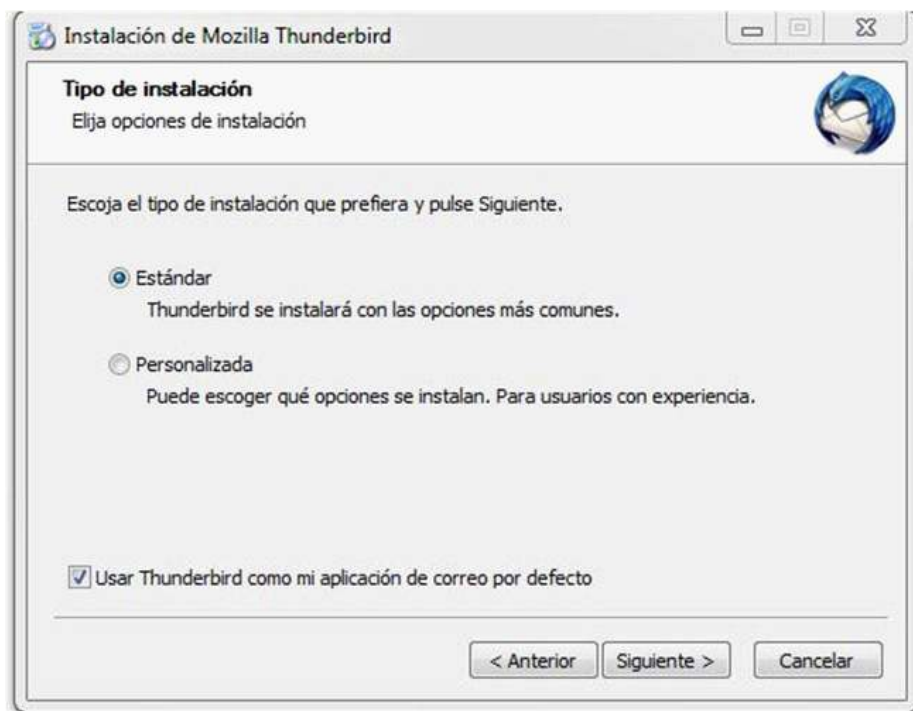 Instalación de Mozilla Thunderbird
Tipo de instalación
Elija opciones de instalación
Escoja el tipo de instalación que prefiera y pulse Siguiente.
Estándar
Thunderbird se instalará con las opciones más comunes.
Personalizada
Puede escoger qué opciones se instalan. Para usuarios con experiencia.
Usar Thunderbird como mi aplicación de correo por defecto
< Anterior Siguiente > Cancelar